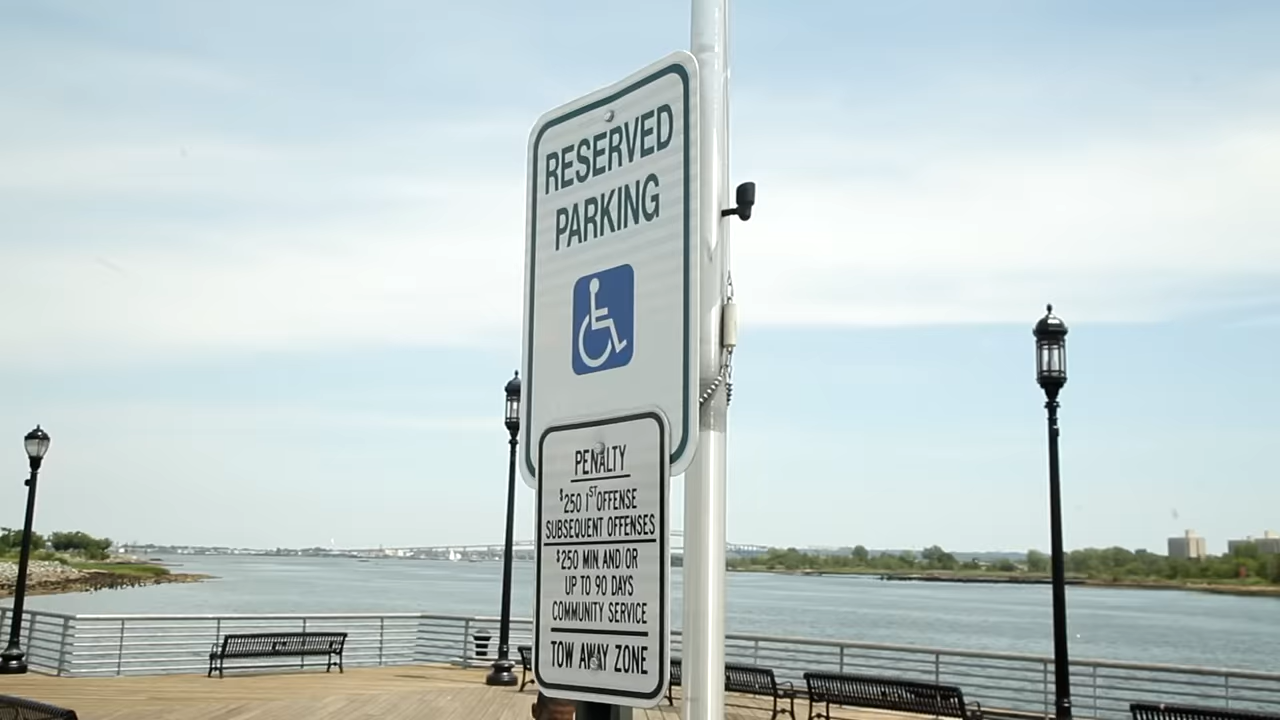 RESERVED
PARKING
PENALTY
$250 1ST OFFENSE
SUBSEQUENT OFFENSES
$250 MIN. AND/OR
UP TO 90 DAYS
COMMUNITY SERVICE
TOW AWAY ZONE